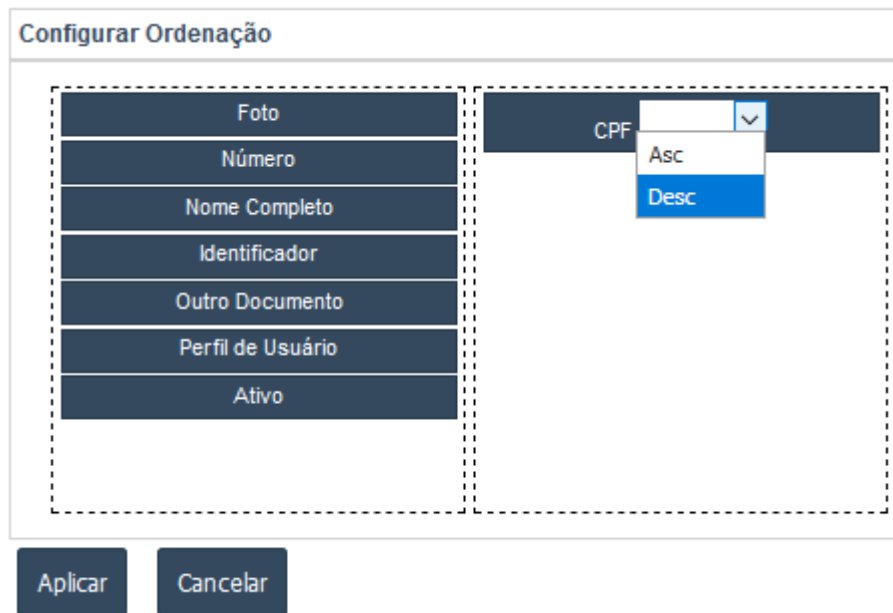 Configurar Ordenação
Foto
Número
Nome Completo
Identificador
Outro Documento
Perfil de Usuário
Ativo
CPF
Asc
Desc
Aplicar
Cancelar